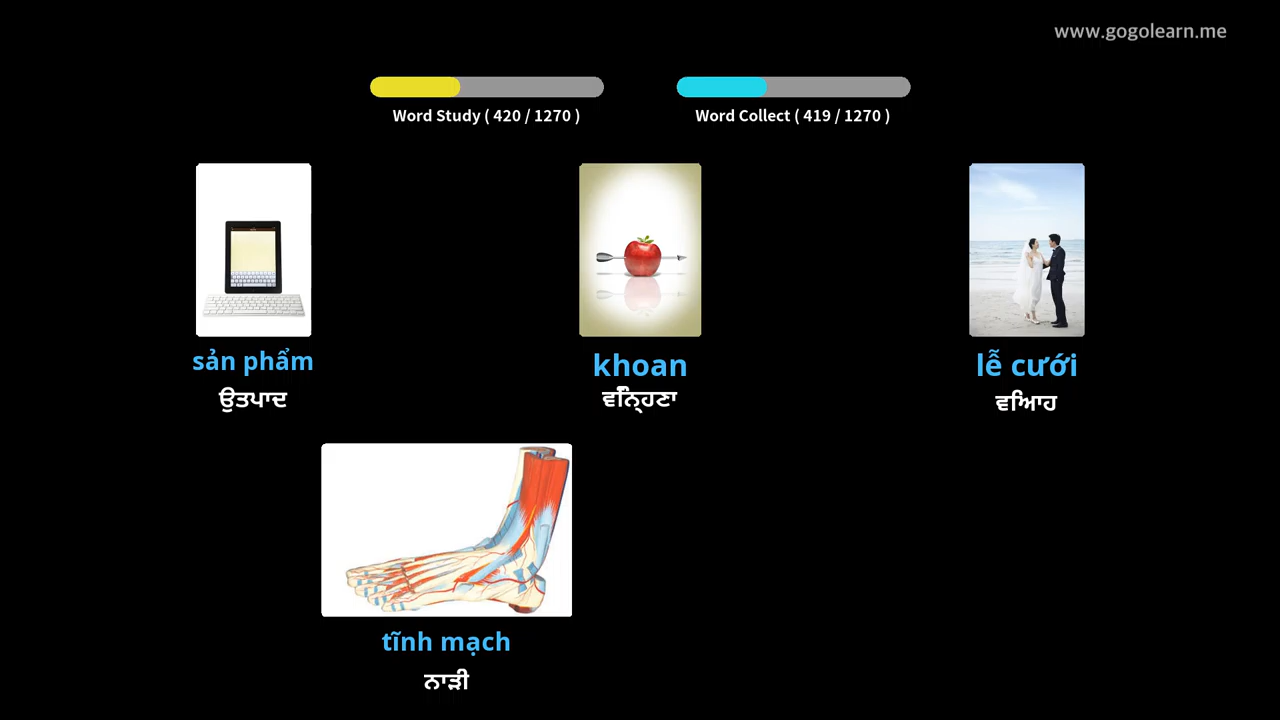 www.gogolearn.me
Word Study ( 420 / 1270 )
Word Collect ( 419 / 1270 )
sản phẩm
ਉਤਪਾਦ
khoan
ਵਿੰਨ੍ਹਣਾ
lễ cưới
ਵਿਆਹ
tĩnh mạch
ਨਾੜੀ